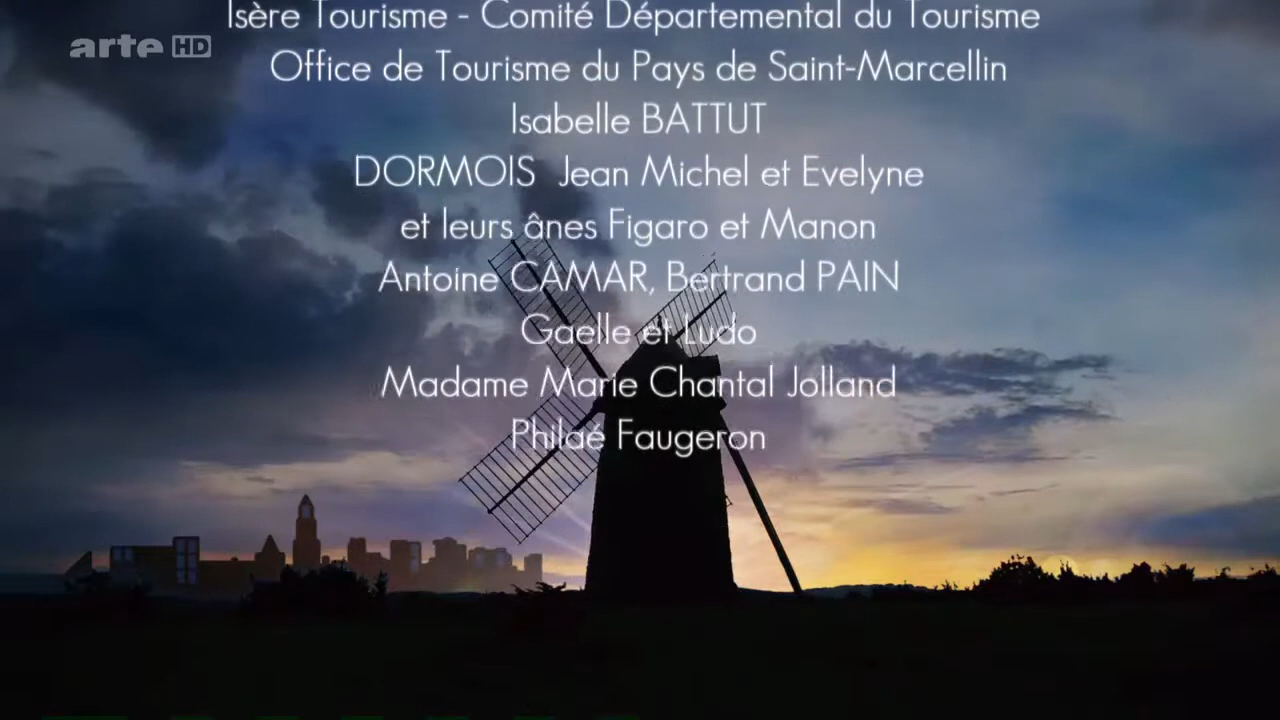 Isère Tourisme - Comité Départemental du Tourisme
arte HD
Office de Tourisme du Pays de Saint-Marcellin
Isabelle BATTUT
DORMOIS Jean Michel et Evelyne
et leurs ânes Figaro et Manon
Antoine CAMAR, Bertrand PAIN
Gaelle et Ludo
Madame Marie Chantal Jolland
Philaé Faugeron